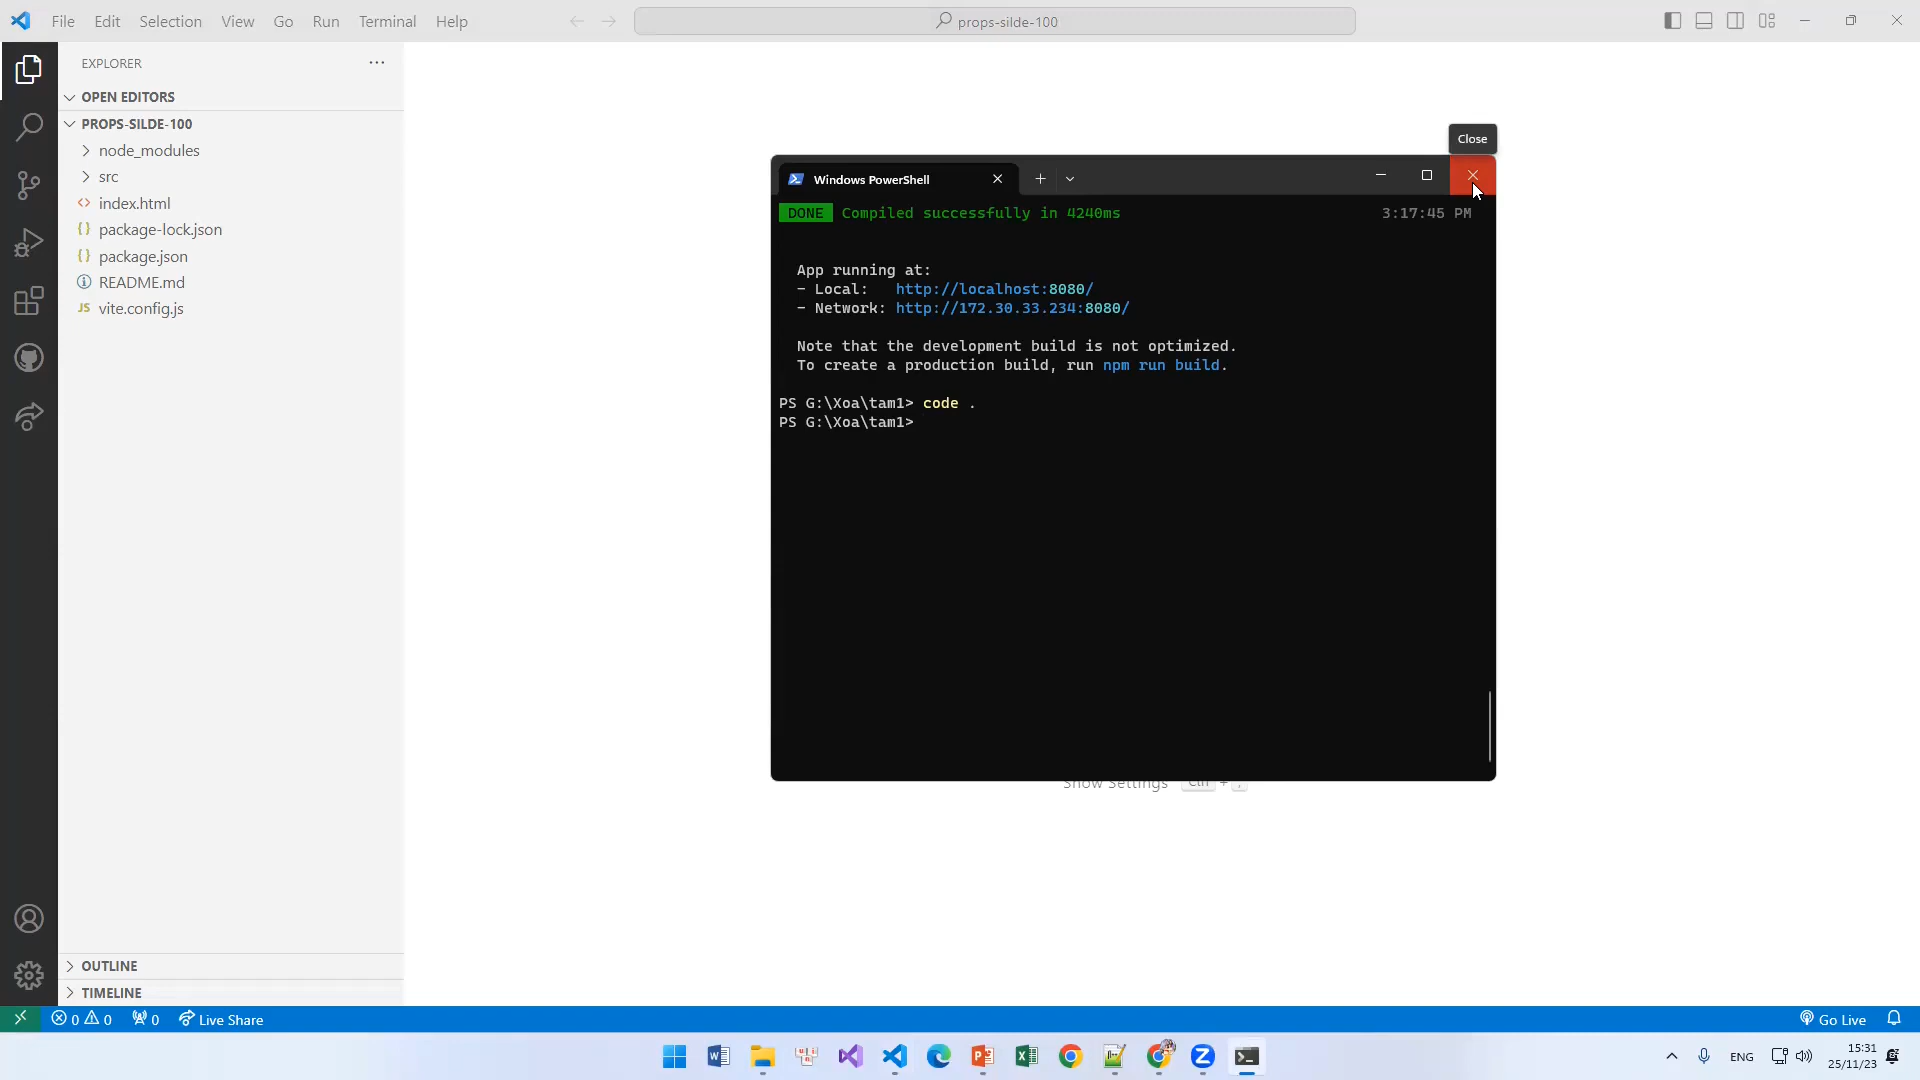 File Edit Selection View Go Run Terminal Help
props-silde-100
EXPLORER
OPEN EDITORS
PROPS-SILDE-100
node_modules
src
<> index.html
{} package-lock.json
{} package.json
README.md
JS vite.config.js
OUTLINE
TIMELINE
Close
Windows PowerShell
DONE Compiled successfully in 4240ms 3:17:45 PM
App running at:
- Local: http://localhost:8080/
- Network: http://172.30.33.234:8080/
Note that the development build is not optimized.
To create a production build, run npm run build.
PS G:\Xoa\tam1> code .
PS G:\Xoa\tam1>
Show Settings Ctrl + ,
0 0 0 Live Share
Go Live
ENG
15:31
25/11/23